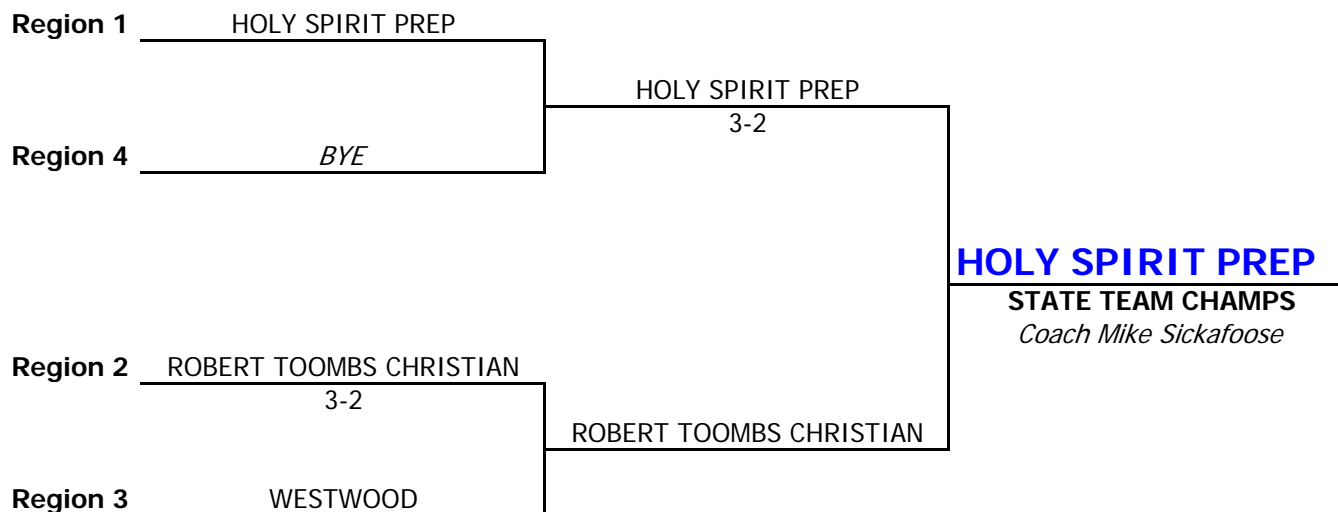 Region 1 HOLY SPIRIT PREP
HOLY SPIRIT PREP
3-2
Region 4 BYE
HOLY SPIRIT PREP
STATE TEAM CHAMPS
Coach Mike Sickafoose
Region 2 ROBERT TOOMBS CHRISTIAN
3-2
ROBERT TOOMBS CHRISTIAN
Region 3 WESTWOOD